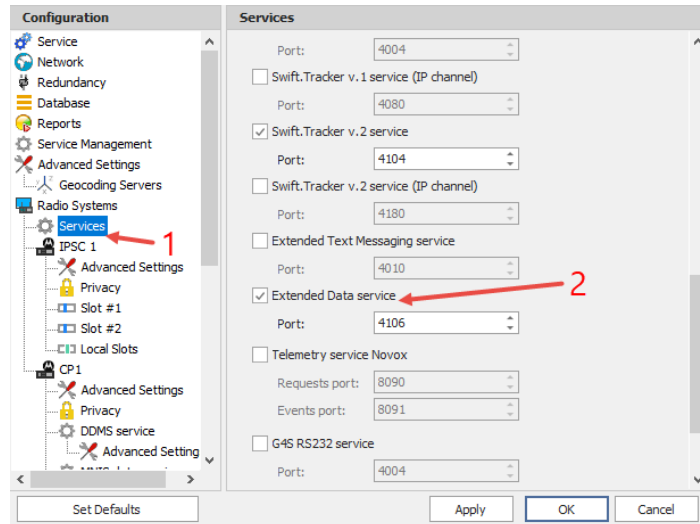 Configuration
Service
Network
Redundancy
Database
Reports
Service Management
Advanced Settings
Geocoding Servers
Radio Systems
Services
1
IPSC 1
Advanced Settings
Privacy
Slot #1
Slot #2
Local Slots
CP1
Advanced Settings
Privacy
DDMS service
Advanced Setting
Services
Port: 4004
Swift.Tracker v.1 service (IP channel)
Port: 4080
Swift.Tracker v.2 service
Port: 4104
Swift.Tracker v.2 service (IP channel)
Port: 4180
Extended Text Messaging service
Port: 4010
Extended Data service
2
Port: 4106
Telemetry service Novox
Requests port: 8090
Events port: 8091
G4S RS232 service
Port: 4004
Set Defaults
Apply
OK
Cancel